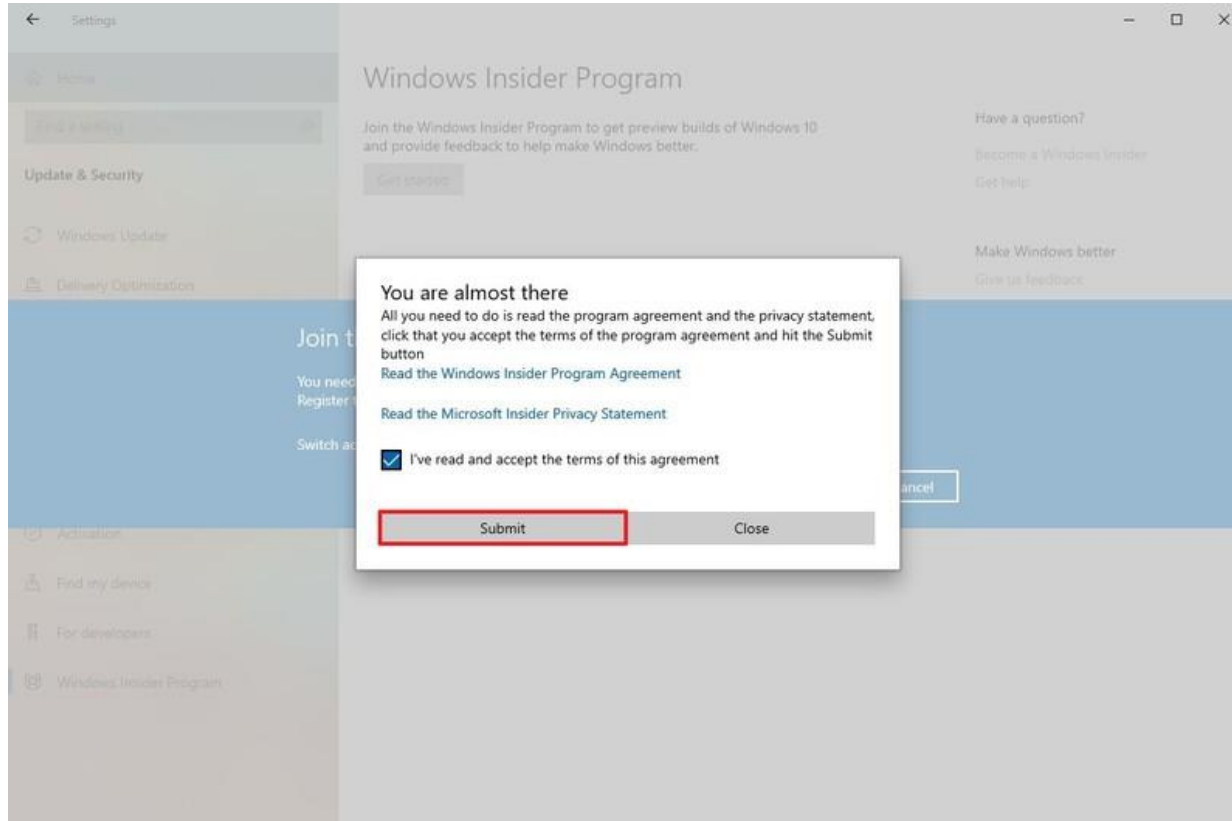 Settings
Home
Find a setting
Update & Security
Windows Update
Delivery Optimization
Activation
Find my device
For developers
Windows Insider Program
Windows Insider Program
Join the Windows Insider Program to get preview builds of Windows 10
and provide feedback to help make Windows better.
Get started
Have a question?
Become a Windows Insider
Get help
Make Windows better
Give us feedback
Join t
You need
Register
Switch ac
ancel
You are almost there
All you need to do is read the program agreement and the privacy statement,
click that you accept the terms of the program agreement and hit the Submit
button
Read the Windows Insider Program Agreement
Read the Microsoft Insider Privacy Statement
I've read and accept the terms of this agreement
Submit
Close